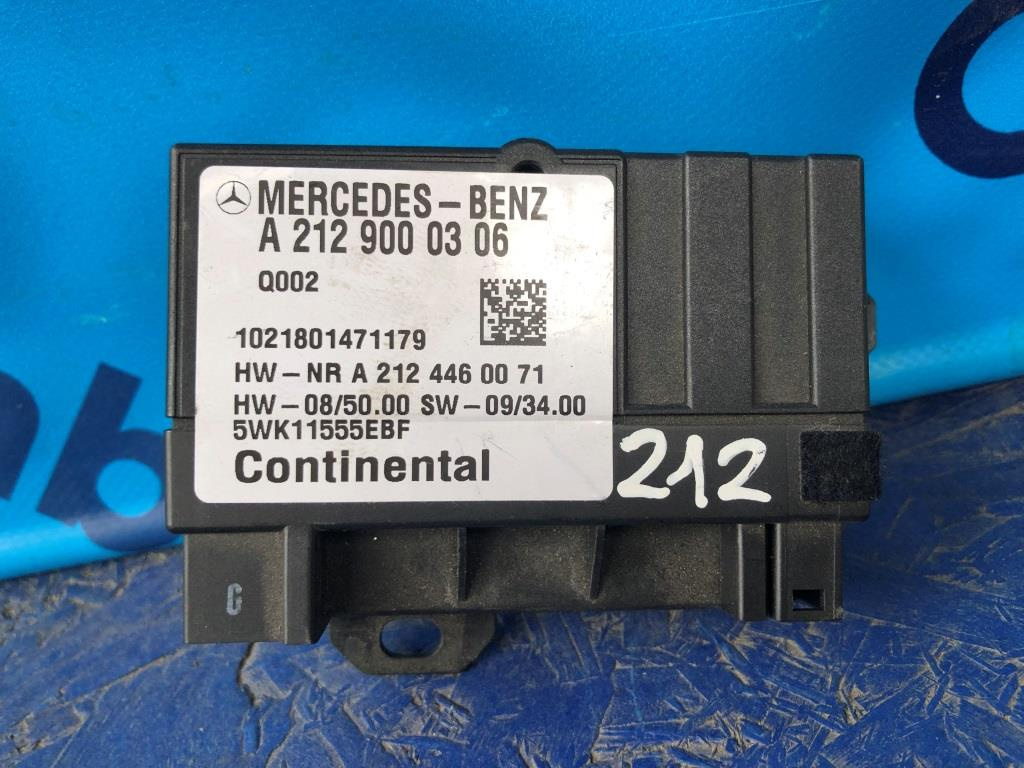 MERCEDES-BENZ
A 212 900 03 06
Q002
1021801471179
HW-NR A 212 446 00 71
HW-08/50.00 SW-09/34.00
5WK11555EBF
Continental
212
C